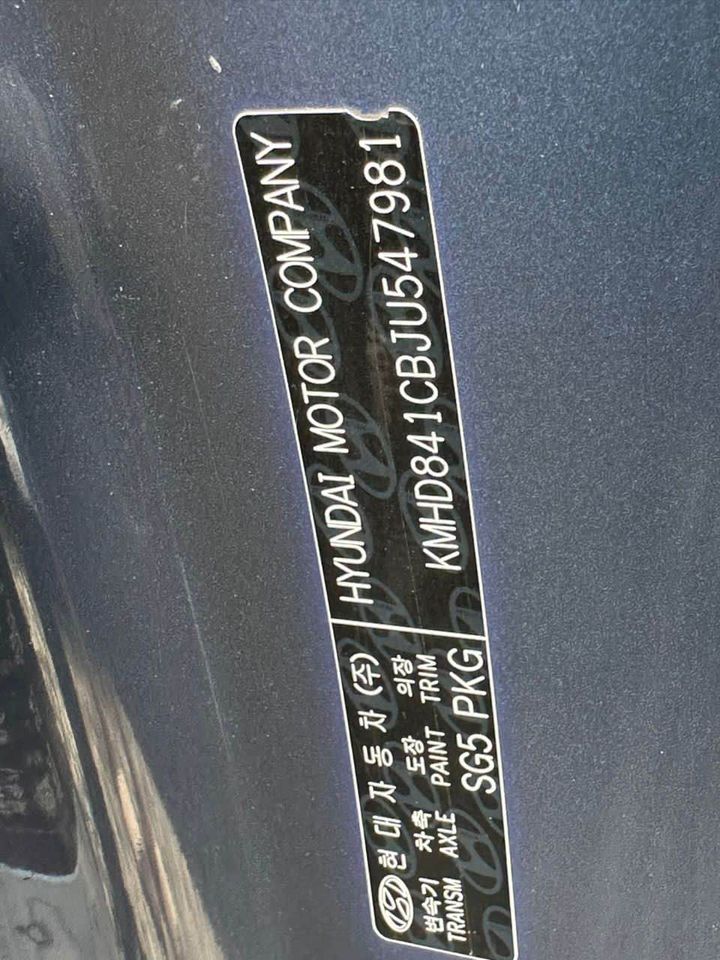 현대자동차(주)
HYUNDAI MOTOR COMPANY
변속기 차축 도장 의장
TRANSM AXLE PAINT TRIM
KMHD841CBJU547981
SG5 PKG